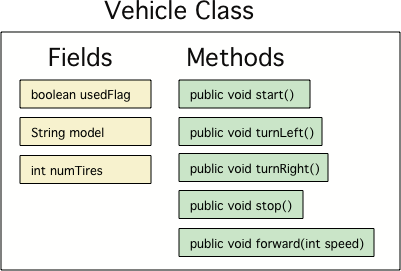 Vehicle Class
Fields
boolean usedFlag
String model
int numTires
Methods
public void start()
public void turnLeft()
public void turnRight()
public void stop()
public void forward(int speed)